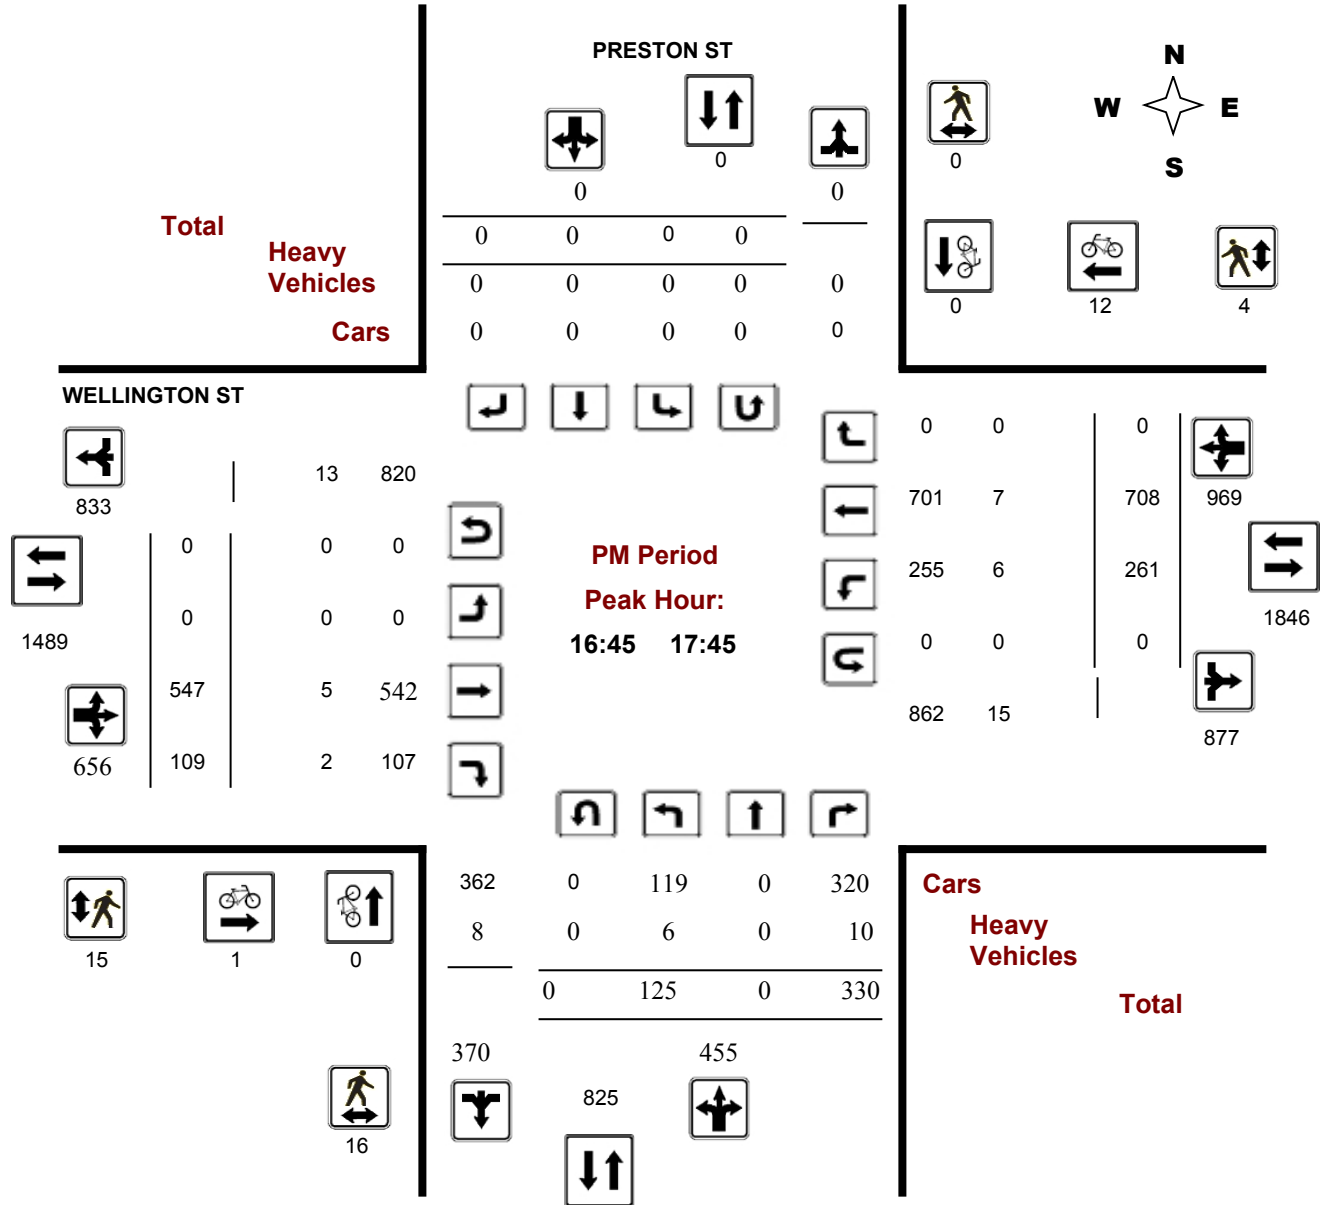 PRESTON ST
N
W E
S
0
0
0
0 0
Total
0 0 0 0
Heavy
Vehicles
0 0 0 0 0
Cars
0 0 0 0 0
0 12 4
WELLINGTON ST
0 0 0
13 820
833
701 7 708 969
0 0 0
PM Period
255 6 261
Peak Hour:
0 0 0
1489
16:45 17:45
1846
0 0 0
547 5 542
862 15
877
656 109 2 107
362 0 119 0 320
Cars
8 0 6 0 10
Heavy
Vehicles
15 1 0
0 125 0 330
Total
370 455
825
16